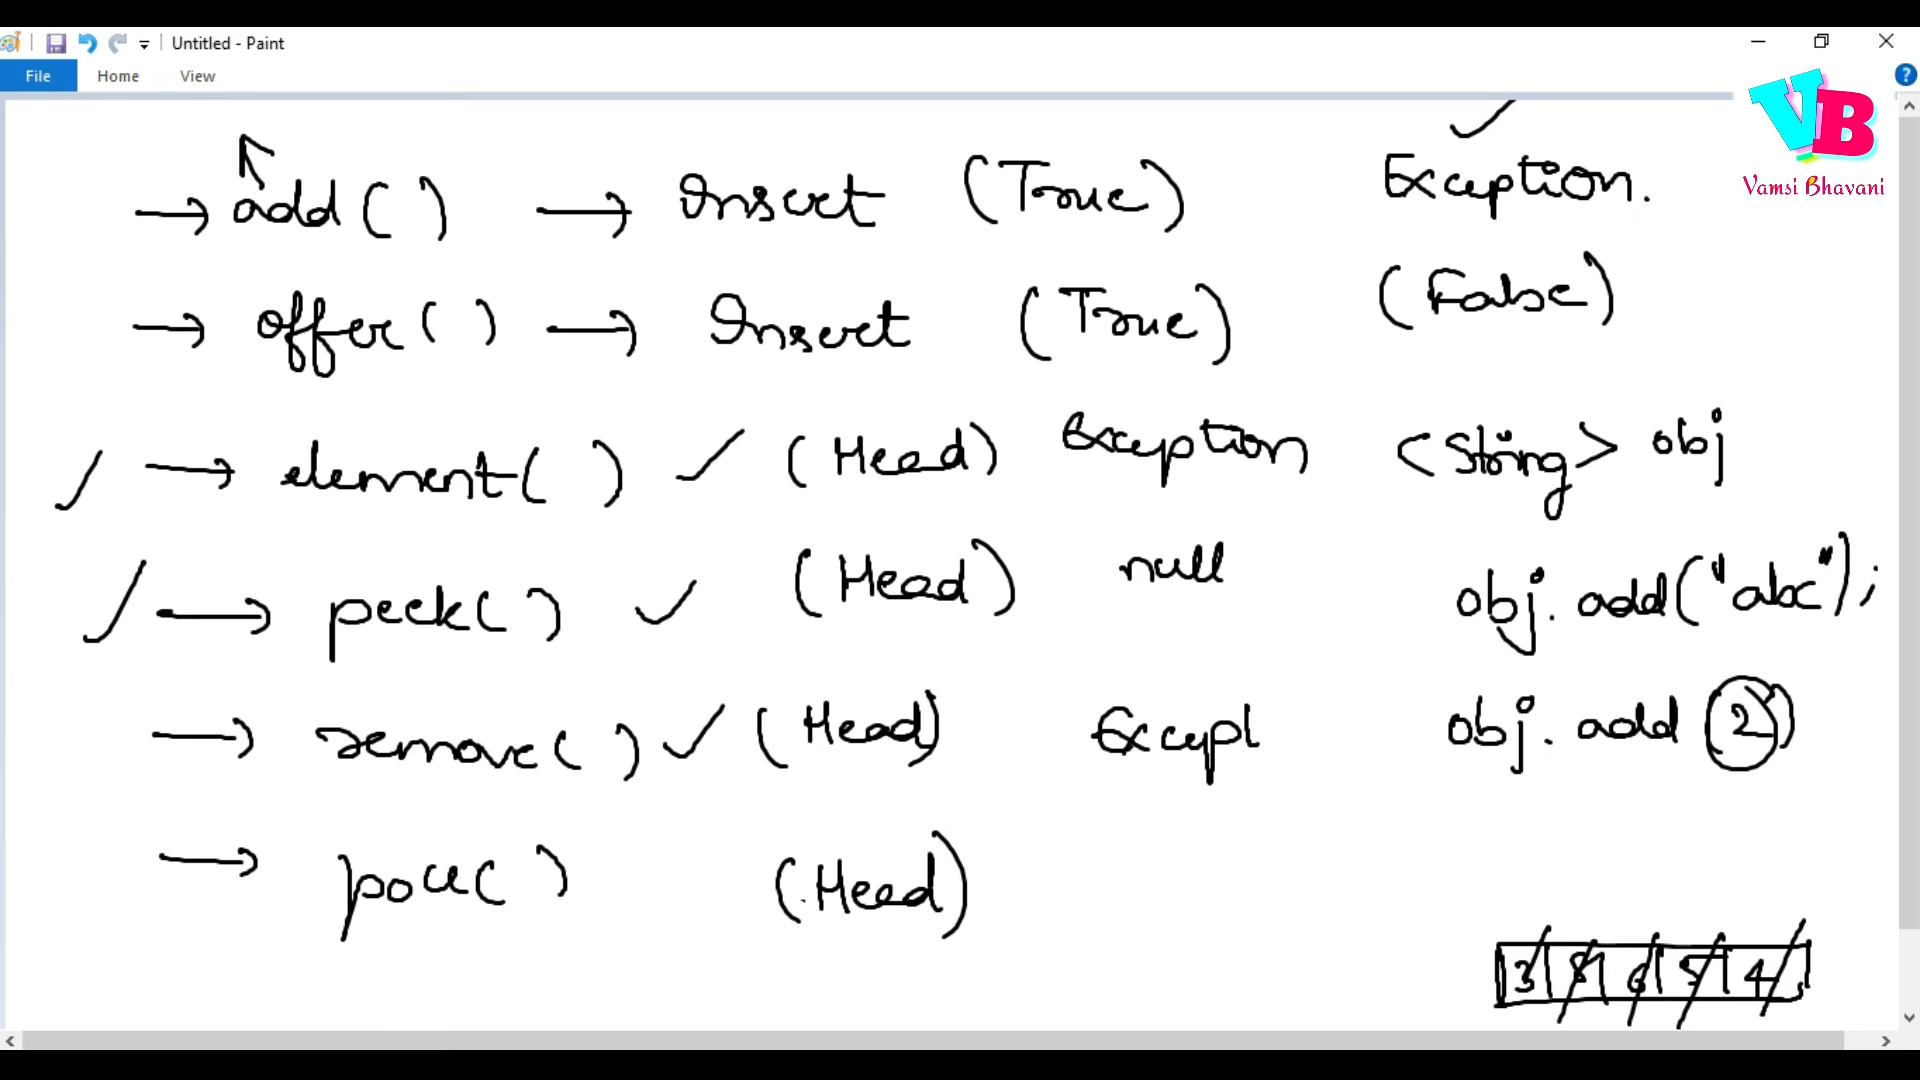 Untitled - Paint
File Home View
VB
Vamsi Bhavani
→ add( ) → Insert (True) Exception.
→ offer( ) → Insert (True) (False)
→ element( ) ✓ (Head) Exception <String> obj
→ peek( ) ✓ (Head) null obj. add("abc");
→ remove( ) ✓ (Head) Except obj. add(2)
→ poll( ) (Head)
3 8 6 5 4